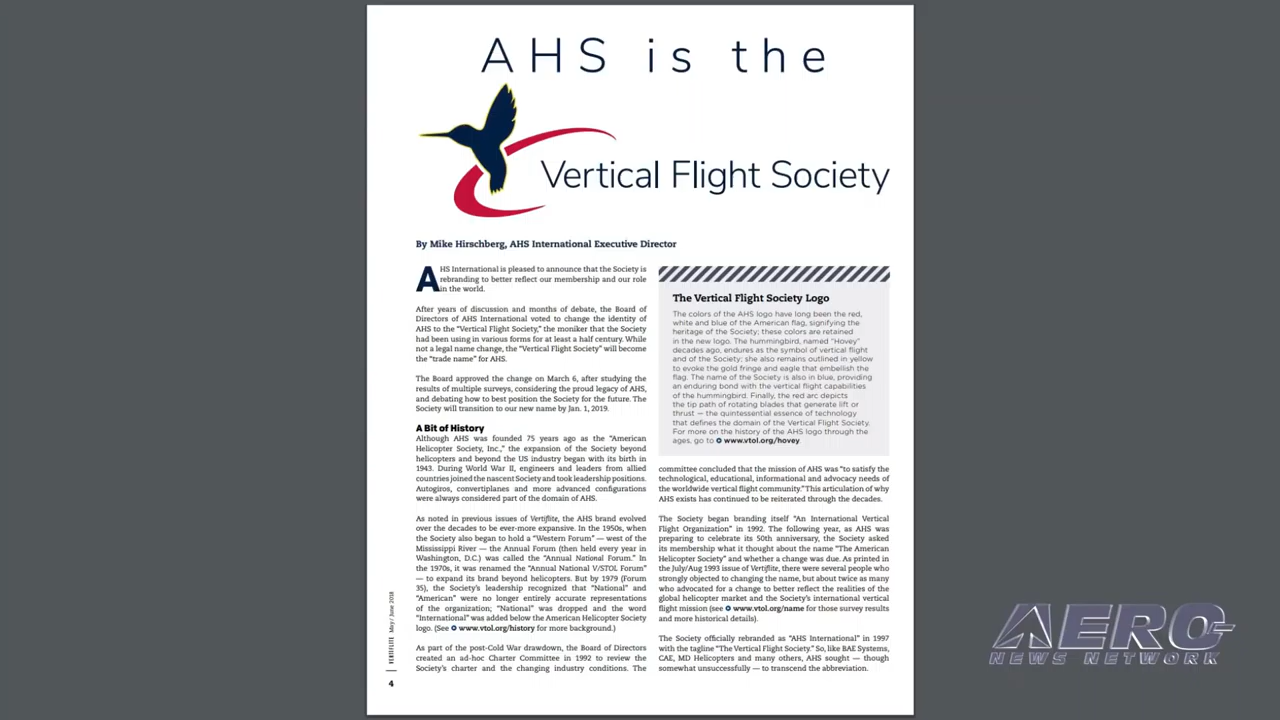 AHS is the
Vertical Flight Society
By Mike Hirschberg, AHS International Executive Director
AHS International is pleased to announce that the Society is
rebranding to better reflect our membership and our role
in the world.
After years of discussion and months of debate, the Board of
Directors of AHS International voted to change the identity of
AHS to the “Vertical Flight Society,” the moniker that the Society
had been using in various forms for at least a half century. While
not a legal name change, the “Vertical Flight Society” will become
the “trade name” for AHS.
The Board approved the change on March 6, after studying the
results of multiple surveys, considering the proud legacy of AHS,
and debating how to best position the Society for the future. The
Society will transition to our new name by Jan. 1, 2019.
A Bit of History
Although AHS was founded 75 years ago as the “American
Helicopter Society, Inc.,” the expansion of the Society beyond
helicopters and beyond the US industry began with its birth in
1943. During World War II, engineers and leaders from allied
countries joined the nascent Society and took leadership positions.
Autogiros, convertiplanes and more advanced configurations
were always considered part of the domain of AHS.
As noted in previous issues of Vertiflite, the AHS brand evolved
over the decades to be ever-more expansive. In the 1950s, when
the Society also began to hold a “Western Forum” — west of the
Mississippi River — the Annual Forum (then held every year in
Washington, D.C.) was called the “Annual National Forum.” In
the 1970s, it was renamed the “Annual National V/STOL Forum”
— to expand its brand beyond helicopters. But by 1979 (Forum
35), the Society’s leadership recognized that “National” and
“American” were no longer entirely accurate representations
of the organization; “National” was dropped and the word
“International” was added below the American Helicopter Society
logo. (See www.vtol.org/history for more background.)
As part of the post-Cold War drawdown, the Board of Directors
created an ad-hoc Charter Committee in 1992 to review the
Society’s charter and the changing industry conditions. The
The Vertical Flight Society Logo
The colors of the AHS logo have long been the red,
white and blue of the American flag, signifying the
heritage of the Society; these colors are retained
in the new logo. The hummingbird, named “Hovey”
decades ago, endures as the symbol of vertical flight
and of the Society; she also remains outlined in yellow
to evoke the gold fringe and eagle that embellish the
flag. The name of the Society is also in blue, providing
an enduring bond with the vertical flight capabilities
of the hummingbird. Finally, the red arc depicts
the tip path of rotating blades that generate lift or
thrust — the quintessential essence of technology
that defines the domain of the Vertical Flight Society.
For more on the history of the AHS logo through the
ages, go to www.vtol.org/hovey.
committee concluded that the mission of AHS was “to satisfy the
technological, educational, informational and advocacy needs of
the worldwide vertical flight community.” This articulation of why
AHS exists has continued to be reiterated through the decades.
The Society began branding itself “An International Vertical
Flight Organization” in 1992. The following year, as AHS was
preparing to celebrate its 50th anniversary, the Society asked
its membership what it thought about the name “The American
Helicopter Society” and whether a change was due. As printed in
the July/Aug 1993 issue of Vertiflite, there were several people who
strongly objected to changing the name, but about twice as many
who advocated for a change to better reflect the realities of the
global helicopter market and the Society’s international vertical
flight mission (see www.vtol.org/name for those survey results
and more historical details).
The Society officially rebranded as “AHS International” in 1997
with the tagline “The Vertical Flight Society.” So, like BAE Systems,
CAE, MD Helicopters and many others, AHS sought — though
somewhat unsuccessfully — to transcend the abbreviation.
VERTIFLITE May / June 2018
4
AERO
NEWS NETWORK